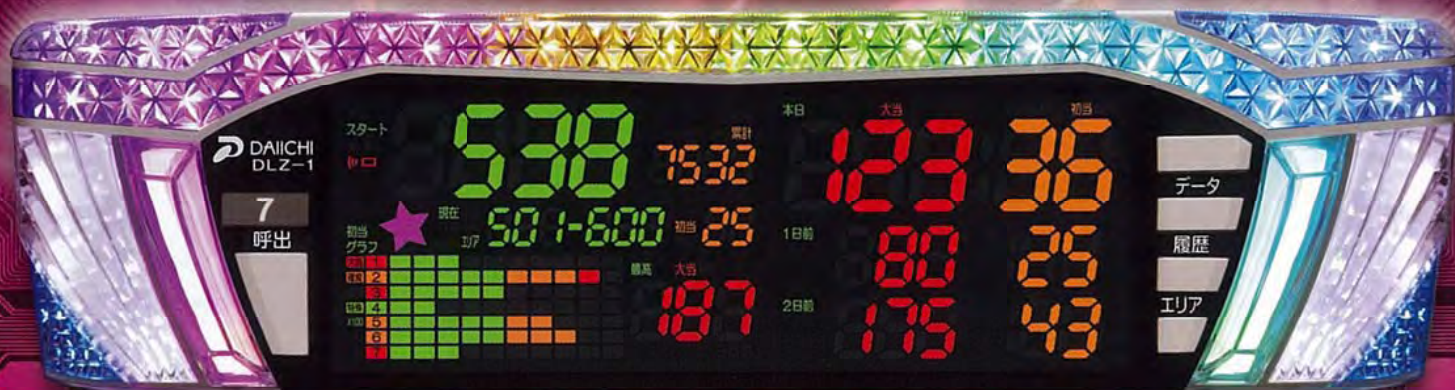 DAIICHI
DLZ-1
7
呼出
スタート
538
累計
7532
現在
エリア
501-600
初当
25
初当
グラフ
1
2
3
4
X100
5
6
7
最高
大当
187
本日
大当
初当
123
36
1日前
80
25
2日前
175
43
データ
履歴
エリア